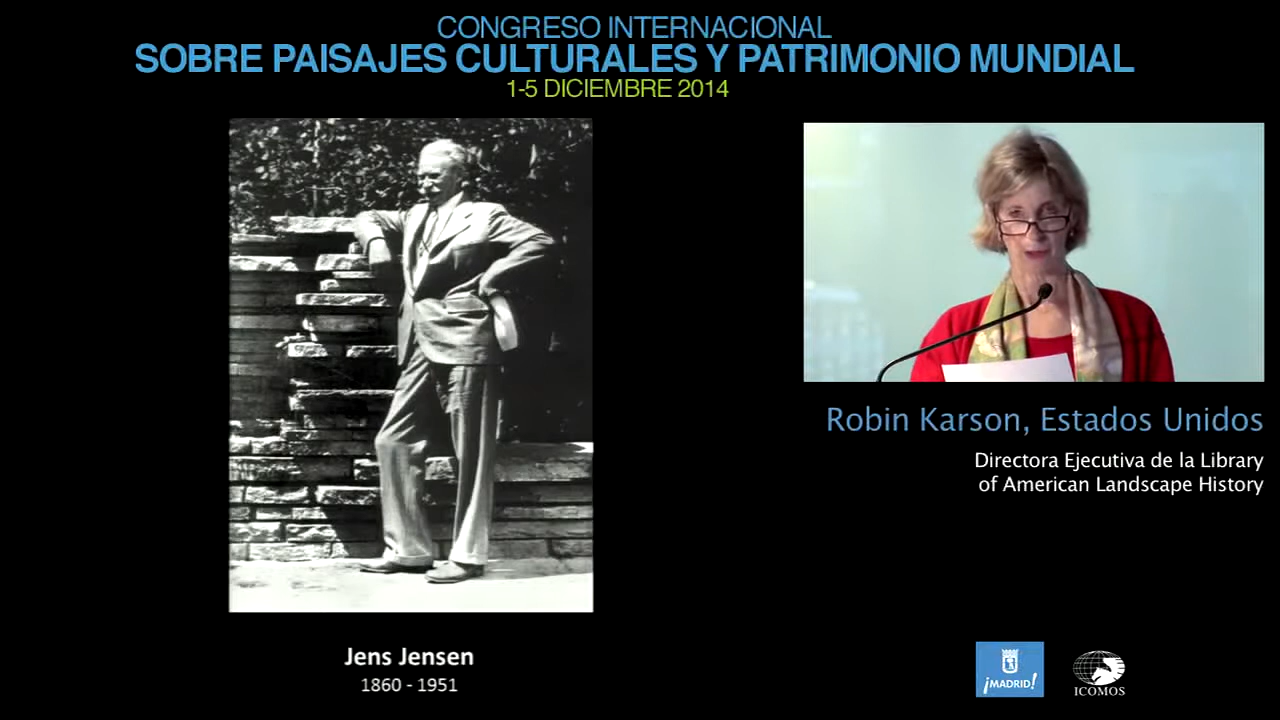 CONGRESO INTERNACIONAL
SOBRE PAISAJES CULTURALES Y PATRIMONIO MUNDIAL
1-5 DICIEMBRE 2014
Robin Karson, Estados Unidos
Directora Ejecutiva de la Library
of American Landscape History
Jens Jensen
1860 - 1951
¡MADRID!
ICOMOS